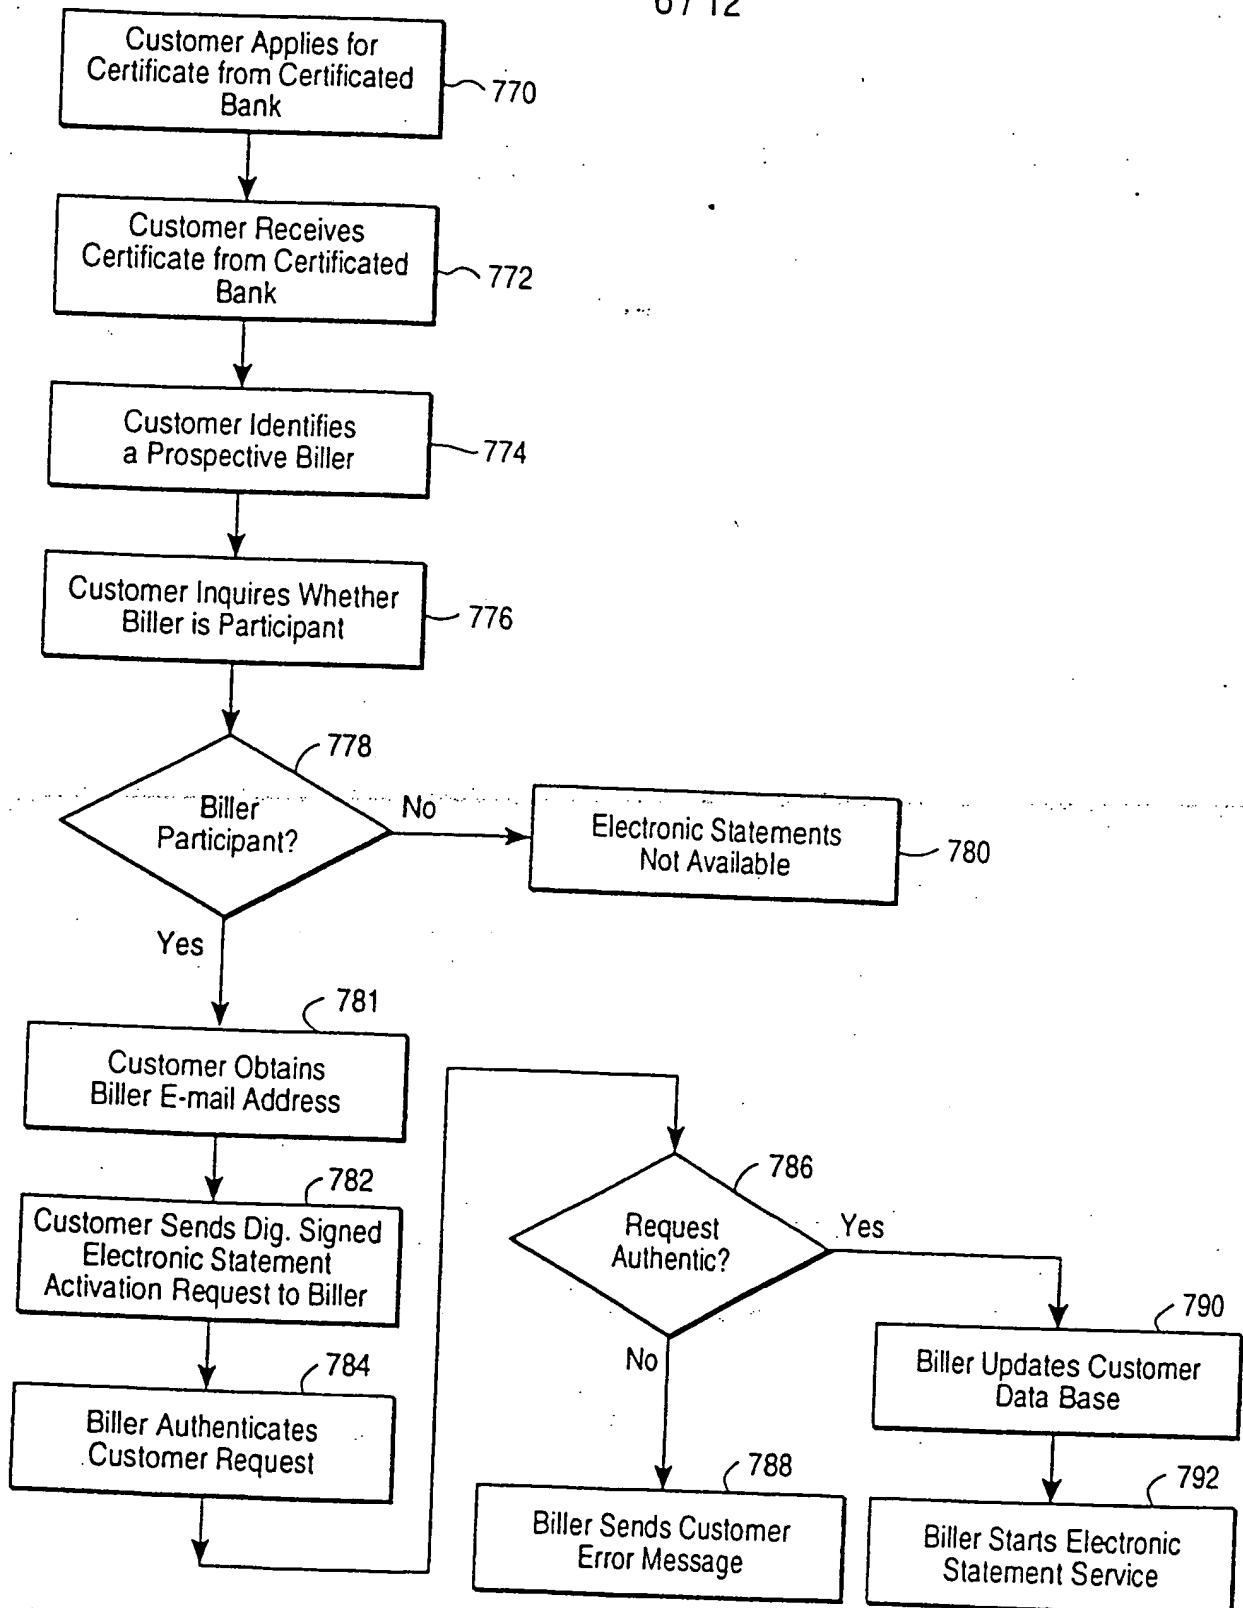 6 / 12
Customer Applies for
Certificate from Certificated
Bank
770
Customer Receives
Certificate from Certificated
Bank
772
Customer Identifies
a Prospective Biller
774
Customer Inquires Whether
Biller is Participant
776
778
Biller
Participant?
No
Electronic Statements
Not Available
780
Yes
781
Customer Obtains
Biller E-mail Address
782
Customer Sends Dig. Signed
Electronic Statement
Activation Request to Biller
784
Biller Authenticates
Customer Request
786
Request
Authentic?
Yes
No
790
Biller Updates Customer
Data Base
788
Biller Sends Customer
Error Message
792
Biller Starts Electronic
Statement Service